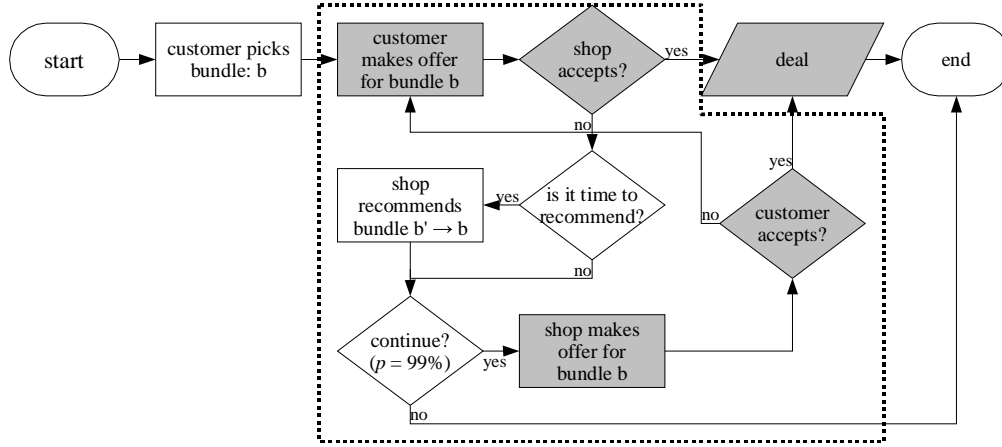 start
customer picks
bundle: b
customer
makes offer
for bundle b
shop
accepts?
yes
deal
end
no
shop
recommends
bundle b' → b
yes
is it time to
recommend?
no
customer
accepts?
yes
no
continue?
(p = 99%)
yes
shop makes
offer for
bundle b
no